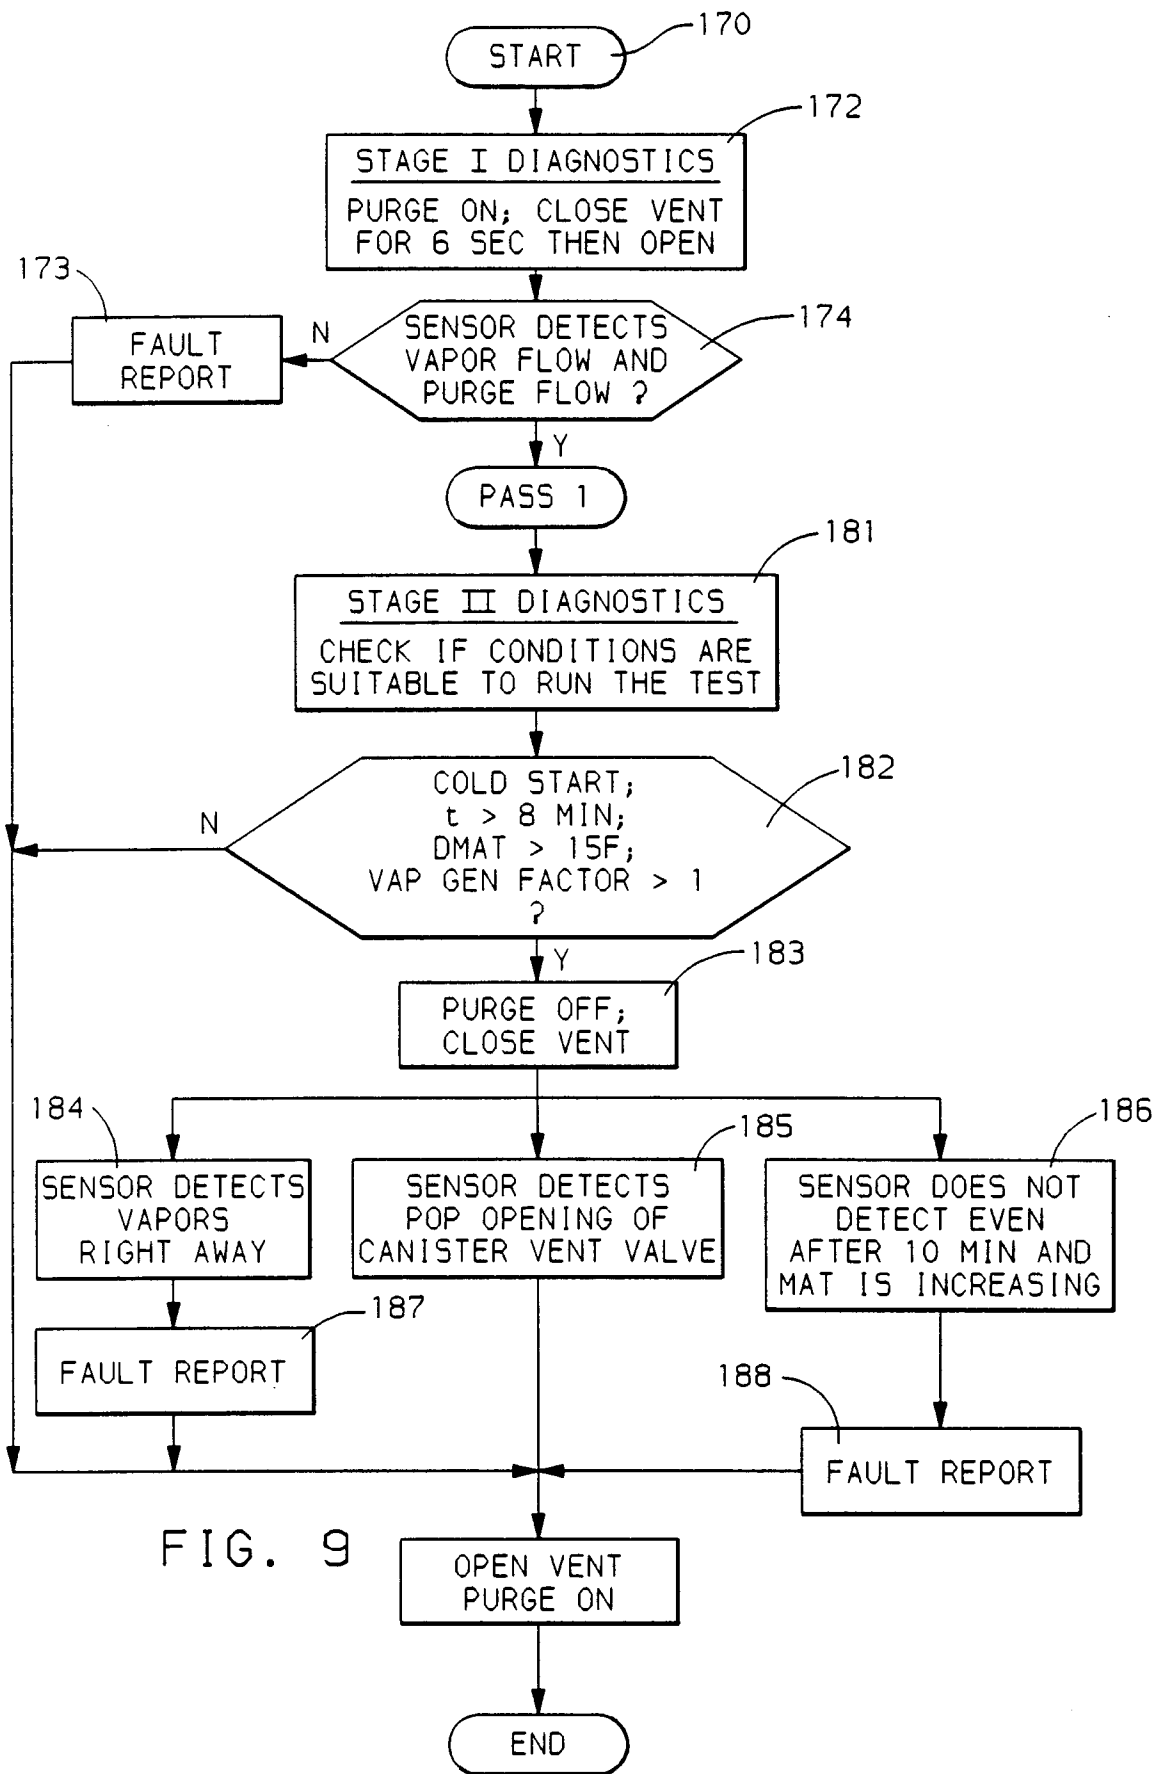 START
170
172
STAGE I DIAGNOSTICS
PURGE ON; CLOSE VENT
FOR 6 SEC THEN OPEN
173
FAULT
REPORT
N
SENSOR DETECTS
VAPOR FLOW AND
PURGE FLOW ?
174
Y
PASS 1
181
STAGE II DIAGNOSTICS
CHECK IF CONDITIONS ARE
SUITABLE TO RUN THE TEST
182
N
COLD START;
t > 8 MIN;
DMAT > 15F;
VAP GEN FACTOR > 1
?
Y
183
PURGE OFF;
CLOSE VENT
184
SENSOR DETECTS
VAPORS
RIGHT AWAY
185
SENSOR DETECTS
POP OPENING OF
CANISTER VENT VALVE
186
SENSOR DOES NOT
DETECT EVEN
AFTER 10 MIN AND
MAT IS INCREASING
187
FAULT REPORT
188
FAULT REPORT
FIG. 9
OPEN VENT
PURGE ON
END